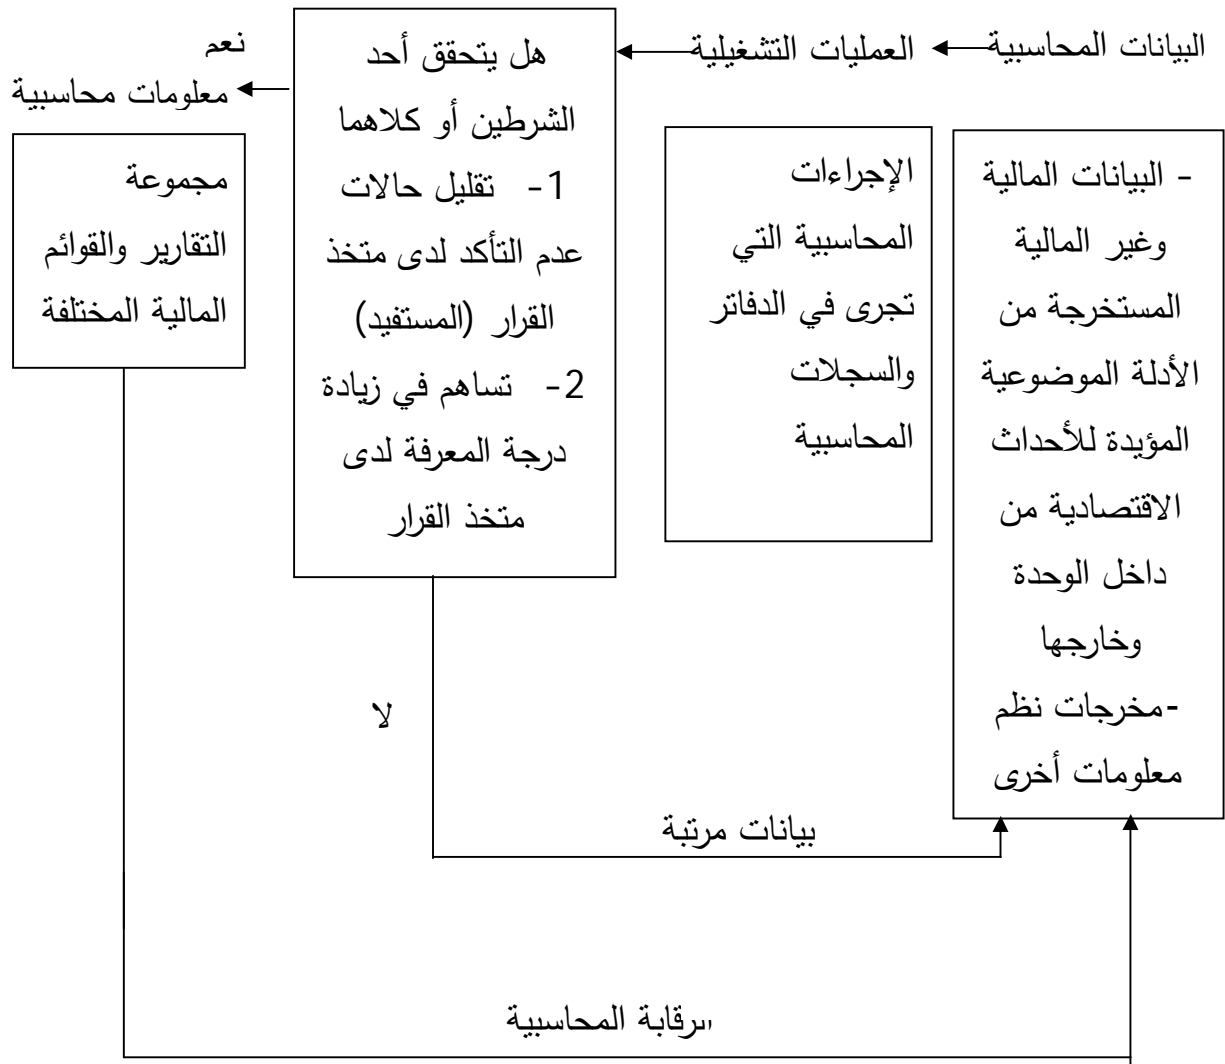 البيانات المحاسبية
العمليات التشغيلية
هل يتحقق أحد
الشرطين أو كلاهما
1- تقليل حالات
عدم التأكد لدى متخذ
القرار (المستفيد)
2- تساهم في زيادة
درجة المعرفة لدى
متخذ القرار
نعم
معلومات محاسبية
- البيانات المالية
وغير المالية
المستخرجة من
الأدلة الموضوعية
المؤيدة للأحداث
الاقتصادية من
داخل الوحدة
وخارجها
-مخرجات نظم
معلومات أخرى
الإجراءات
المحاسبية التي
تجرى في الدفاتر
والسجلات
المحاسبية
مجموعة
التقارير والقوائم
المالية المختلفة
لا
بيانات مرتبة
الرقابة المحاسبية